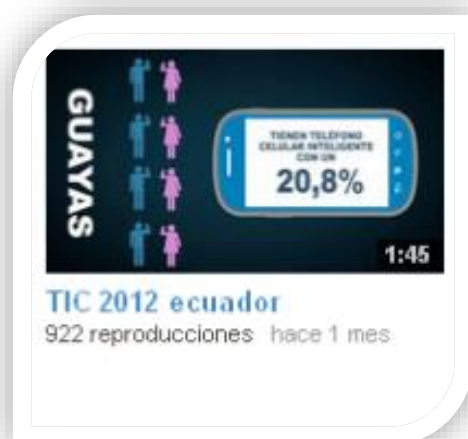 GUAYAS
TIENEN TELÉFONO
CELULAR INTELIGENTE
CON UN
20,8%
1:45
TIC 2012 ecuador
922 reproducciones hace 1 mes